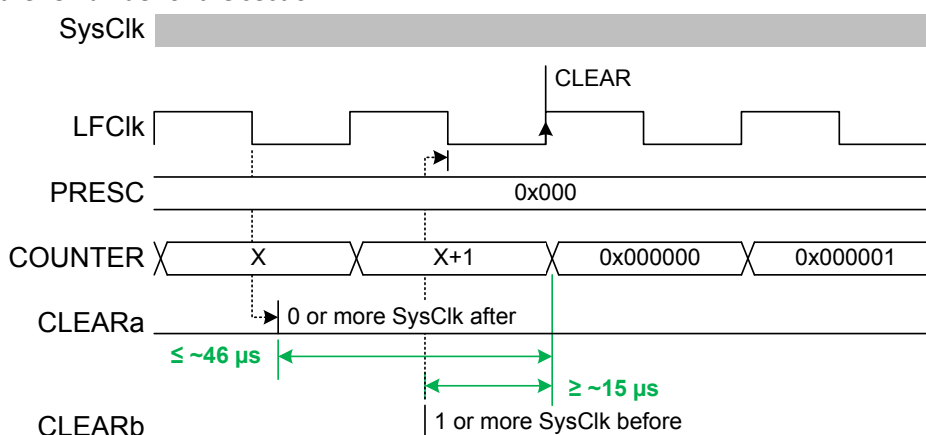 SysClk
CLEAR
LFClk
PRESC
0x000
COUNTER
X
X+1
0x000000
0x000001
CLEARa
0 or more SysClk after
≤ ~46 µs
≥ ~15 µs
CLEARb
1 or more SysClk before